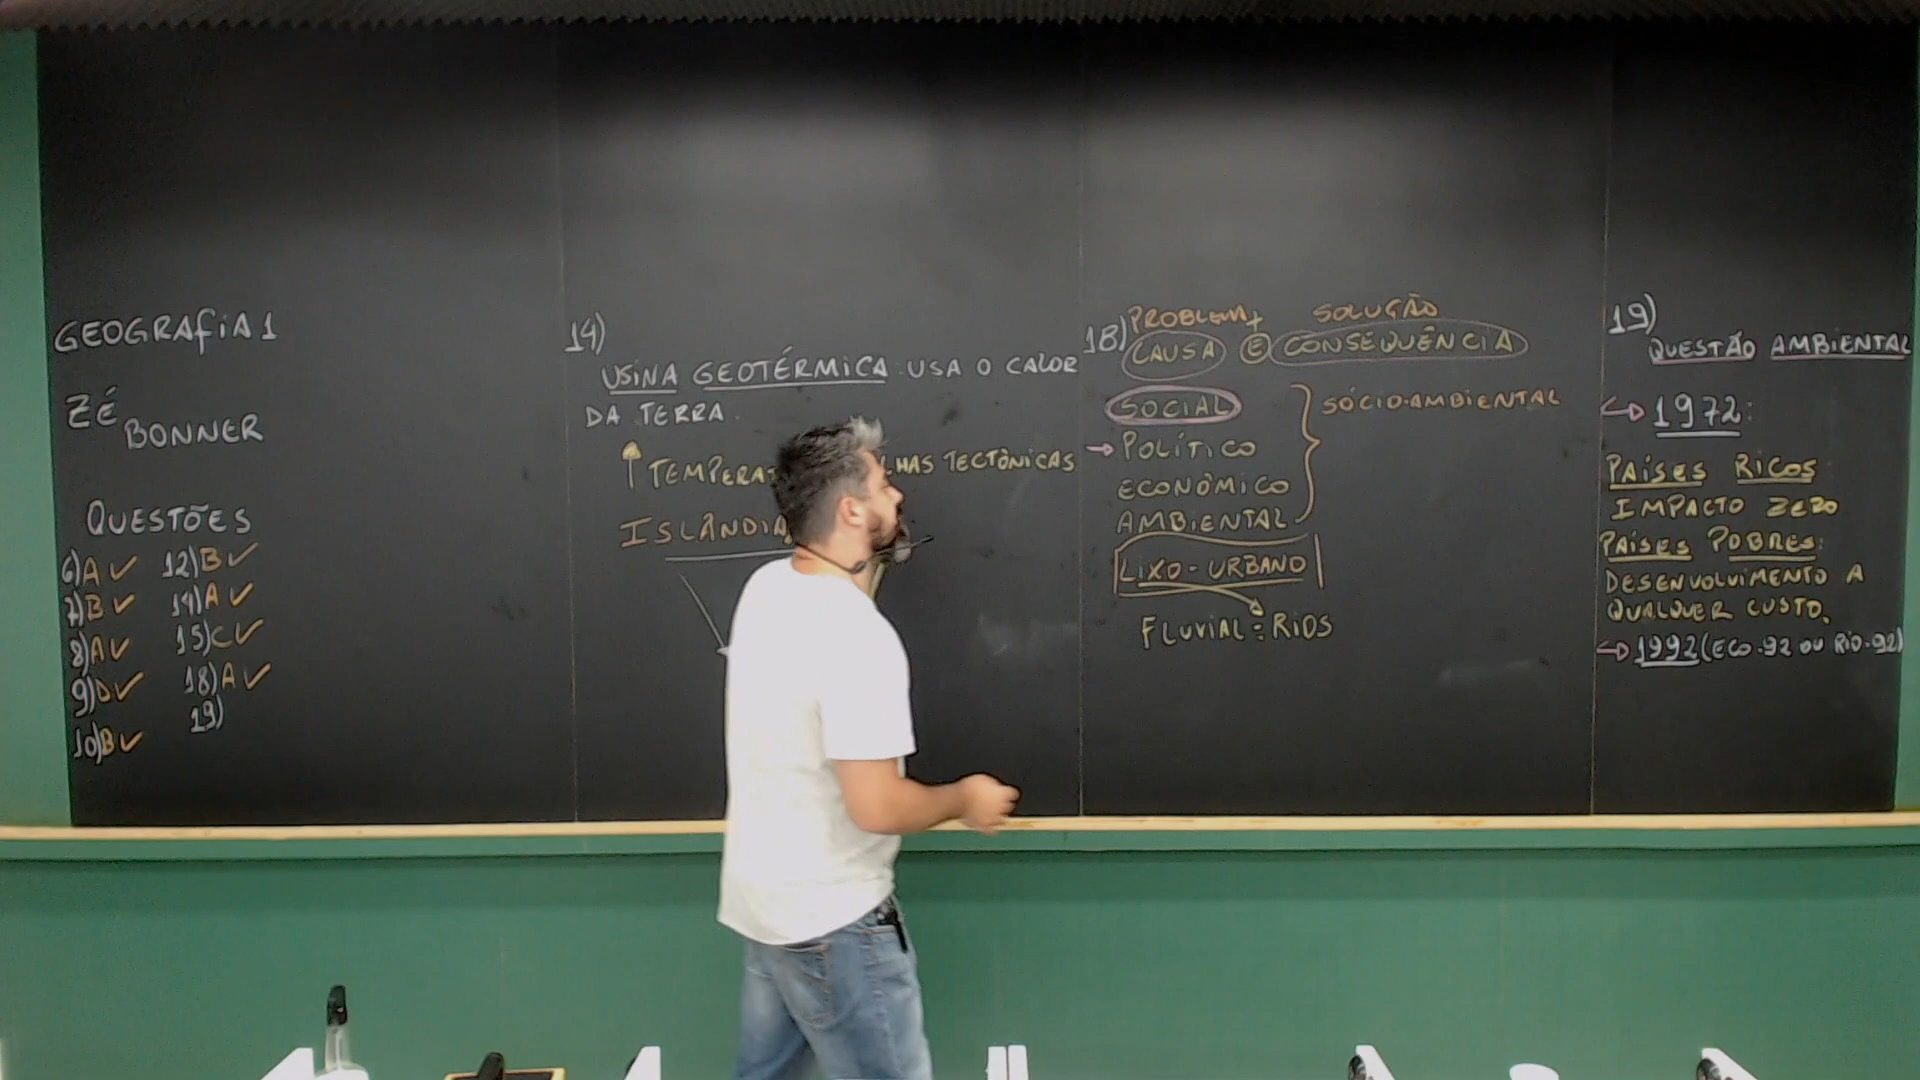 GEOGRAFIA 1
ZÉ
BONNER
QUESTÕES
6)A ✓ 12)B ✓
7)B ✓ 14)A ✓
8)A ✓ 15)C ✓
9)D ✓ 18)A ✓
10)B ✓ 19)
14)
USINA GEOTÉRMICA: USA O CALOR
DA TERRA.
↑ TEMPERAT LHAS TECTÔNICAS
ISLÂNDIA
18) PROBLEMA + SOLUÇÃO
CAUSA E CONSEQUÊNCIA
SOCIAL
→ POLÍTICO
ECONÔMICO
AMBIENTAL
SÓCIO-AMBIENTAL
LIXO - URBANO
FLUVIAL: RIOS
19)
QUESTÃO AMBIENTAL
→ 1972:
PAÍSES RICOS
IMPACTO ZERO
PAÍSES POBRES:
DESENVOLVIMENTO A
QUALQUER CUSTO.
→ 1992 (ECO-92 OU RIO-92)